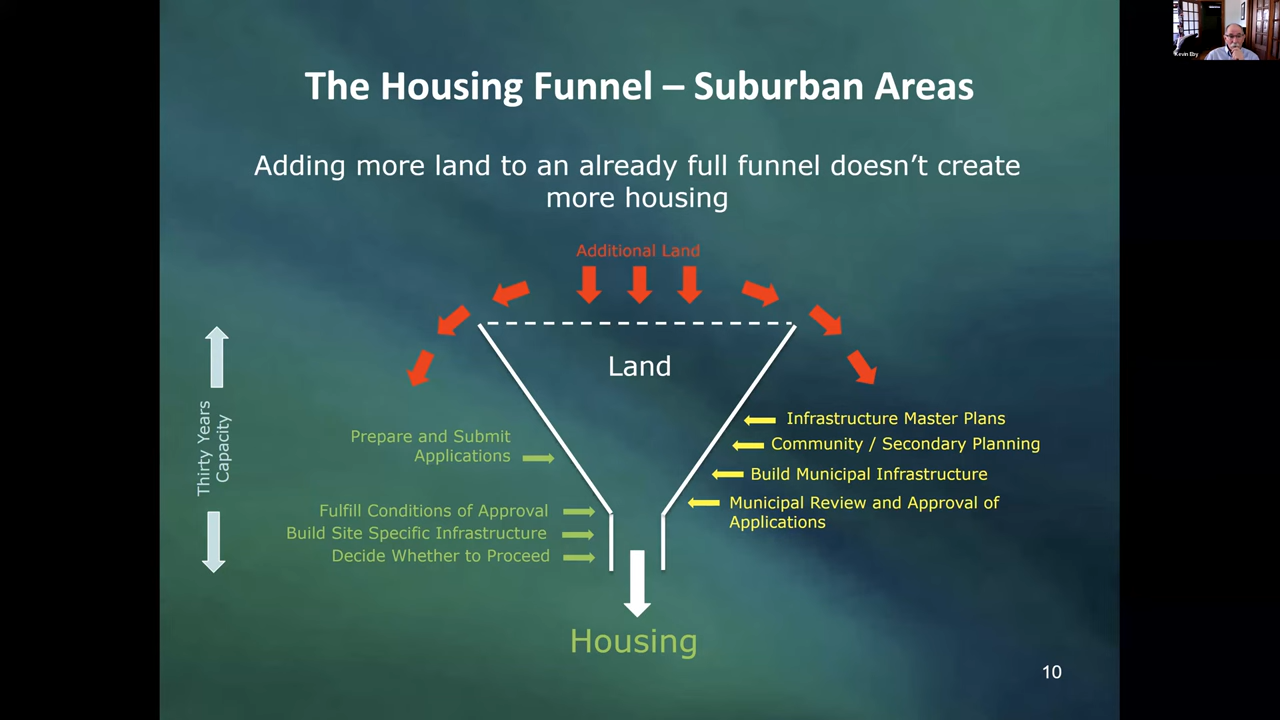 Kevin Eby
The Housing Funnel – Suburban Areas
Adding more land to an already full funnel doesn’t create
more housing
Additional Land
Land
Thirty Years
Capacity
Prepare and Submit
Applications
Fulfill Conditions of Approval
Build Site Specific Infrastructure
Decide Whether to Proceed
Infrastructure Master Plans
Community / Secondary Planning
Build Municipal Infrastructure
Municipal Review and Approval of
Applications
Housing
10